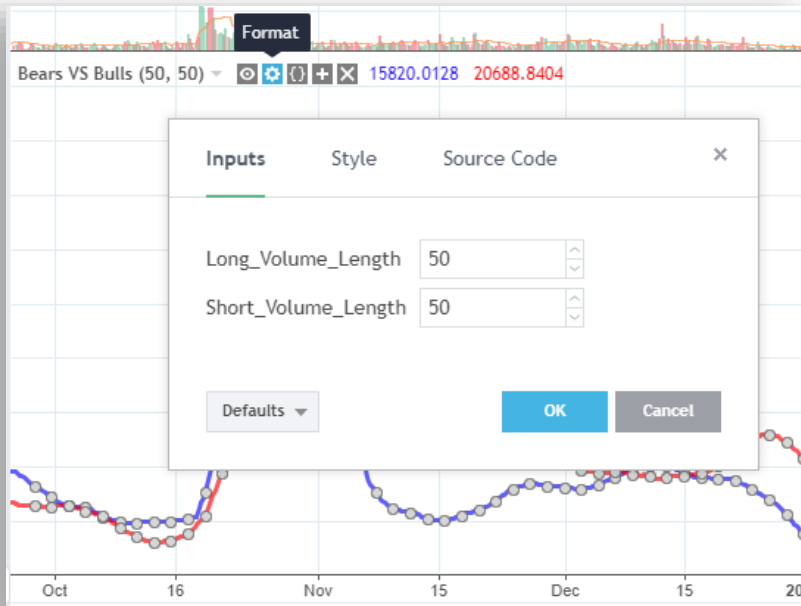 Format
Bears VS Bulls (50, 50) 15820.0128 20688.8404
Inputs Style Source Code
Long_Volume_Length 50
Short_Volume_Length 50
Defaults OK Cancel
Oct 16 Nov 15 Dec 15 20